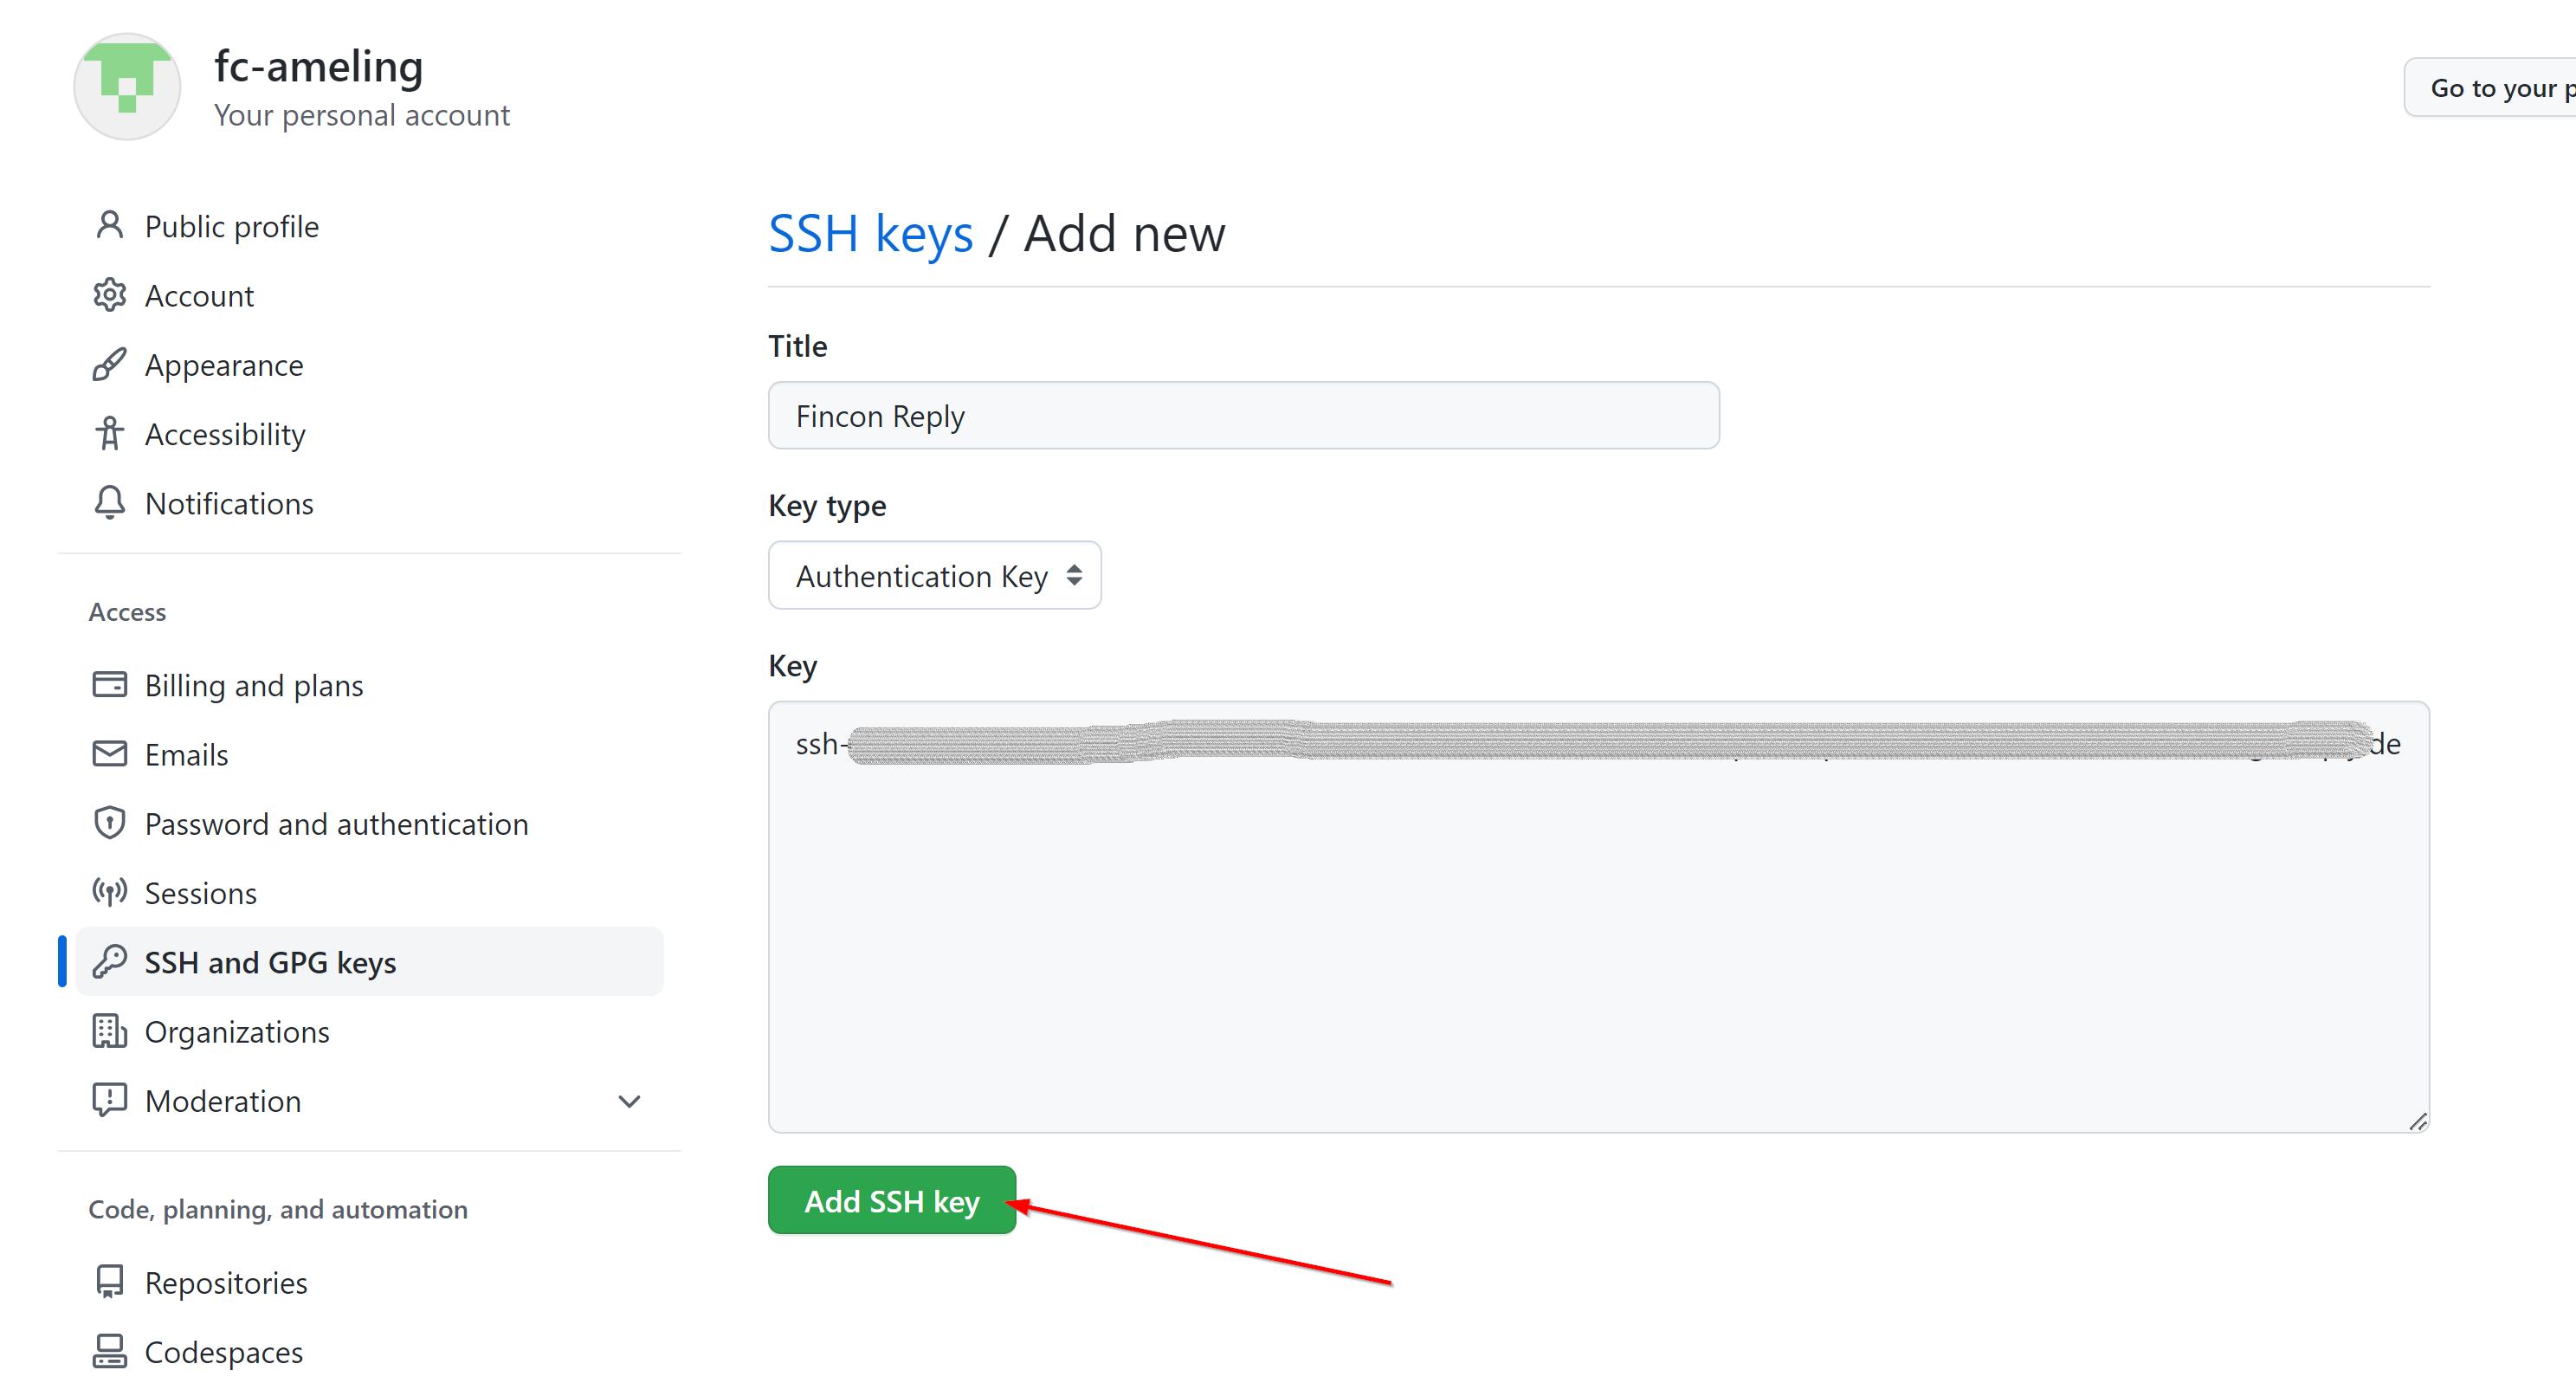 fc-ameling
Your personal account
Go to your
Public profile
Account
Appearance
Accessibility
Notifications
Access
Billing and plans
Emails
Password and authentication
Sessions
SSH and GPG keys
Organizations
Moderation
Code, planning, and automation
Repositories
Codespaces
SSH keys / Add new
Title
Fincon Reply
Key type
Authentication Key
Key
ssh-
de
Add SSH key